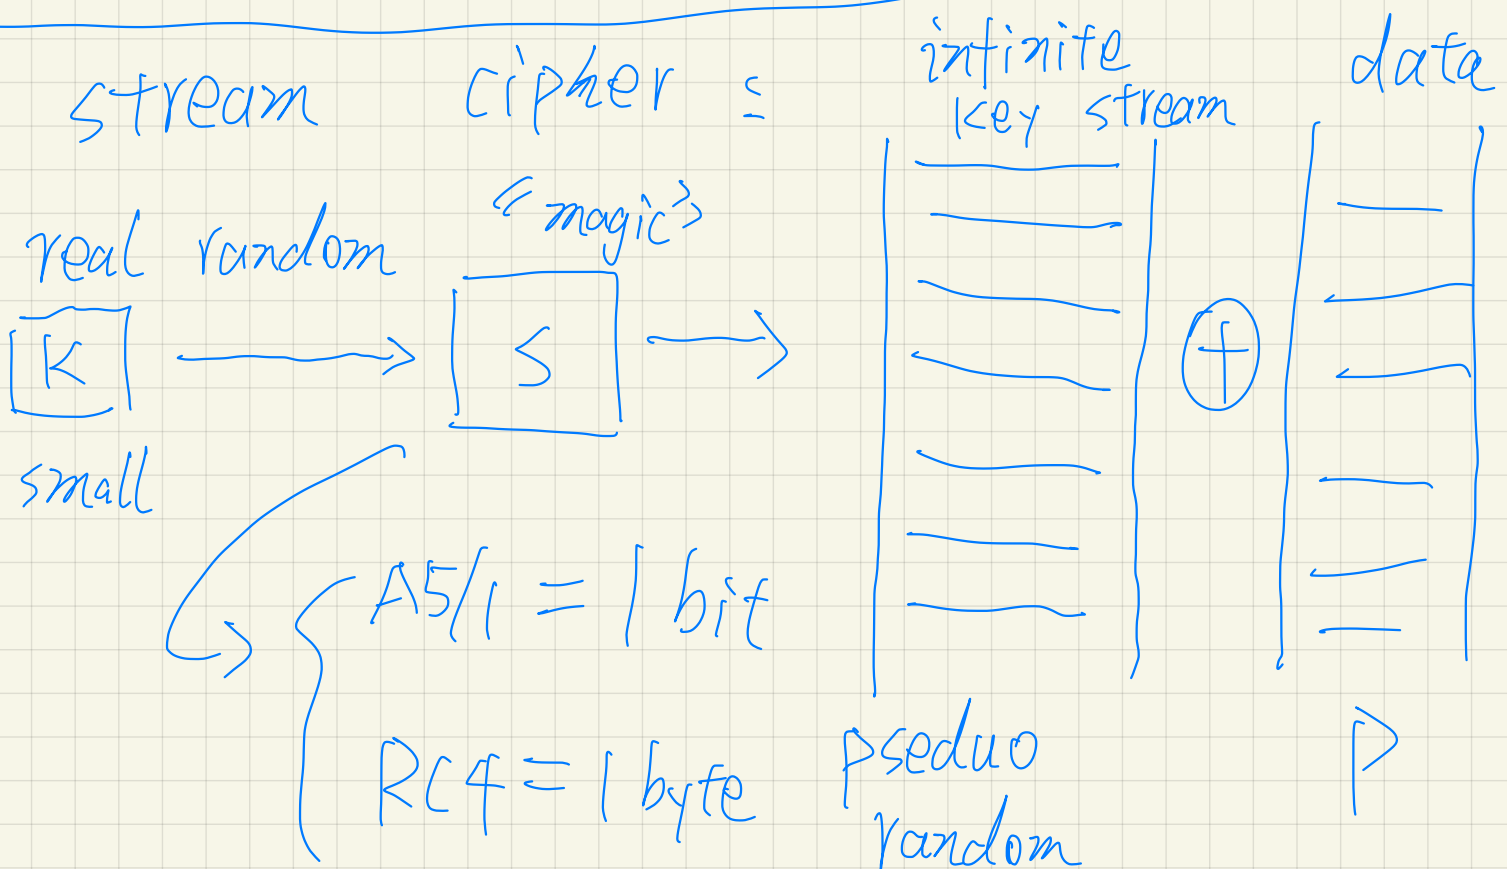 stream cipher :
infinite
key stream
data
real random
"magic"
K
S
+
small
A5/1 = 1 bit
RC4 = 1 byte
pseduo
random
P